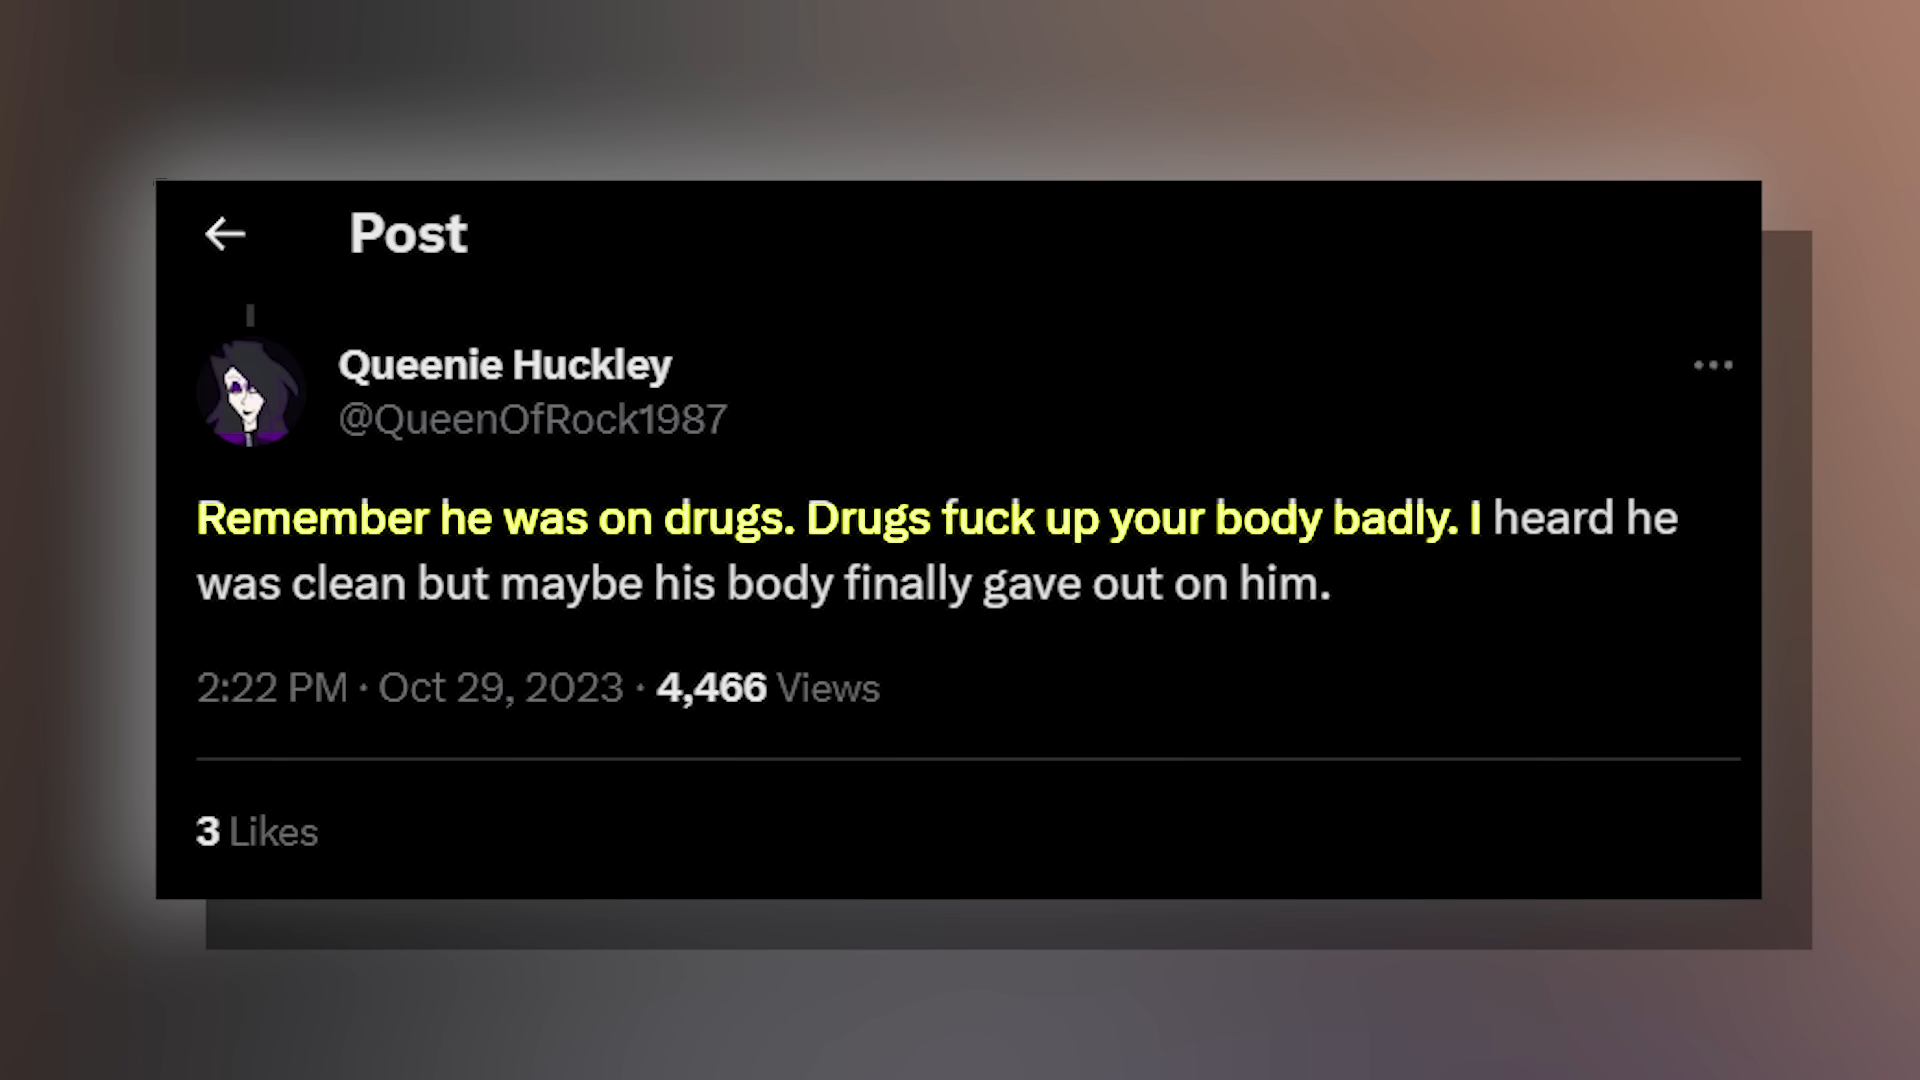 Post
Queenie Huckley
@QueenOfRock1987
Remember he was on drugs. Drugs fuck up your body badly. I heard he
was clean but maybe his body finally gave out on him.
2:22 PM · Oct 29, 2023 · 4,466 Views
3 Likes